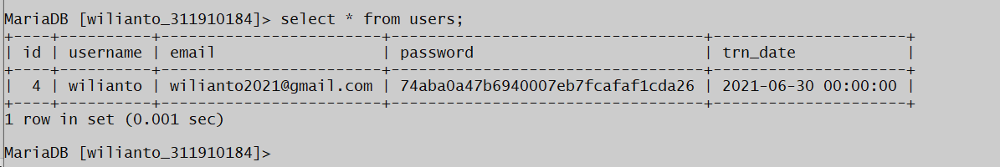 MariaDB [wilianto_311910184]> select * from users;
+----+----------+-----------------------+----------------------------------+---------------------+
| id | username | email                 | password                         | trn_date            |
+----+----------+-----------------------+----------------------------------+---------------------+
|  4 | wilianto | wilianto2021@gmail.com | 74aba0a47b6940007eb7fcafaf1cda26 | 2021-06-30 00:00:00 |
+----+----------+-----------------------+----------------------------------+---------------------+
1 row in set (0.001 sec)
MariaDB [wilianto_311910184]>